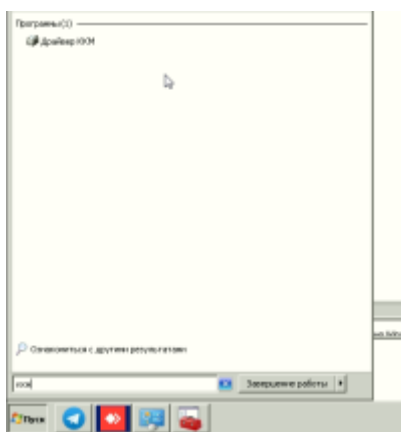 Программы (1)
Драйвер ККМ
Ознакомиться с другими результатами
ккм
Завершение работы
Пуск